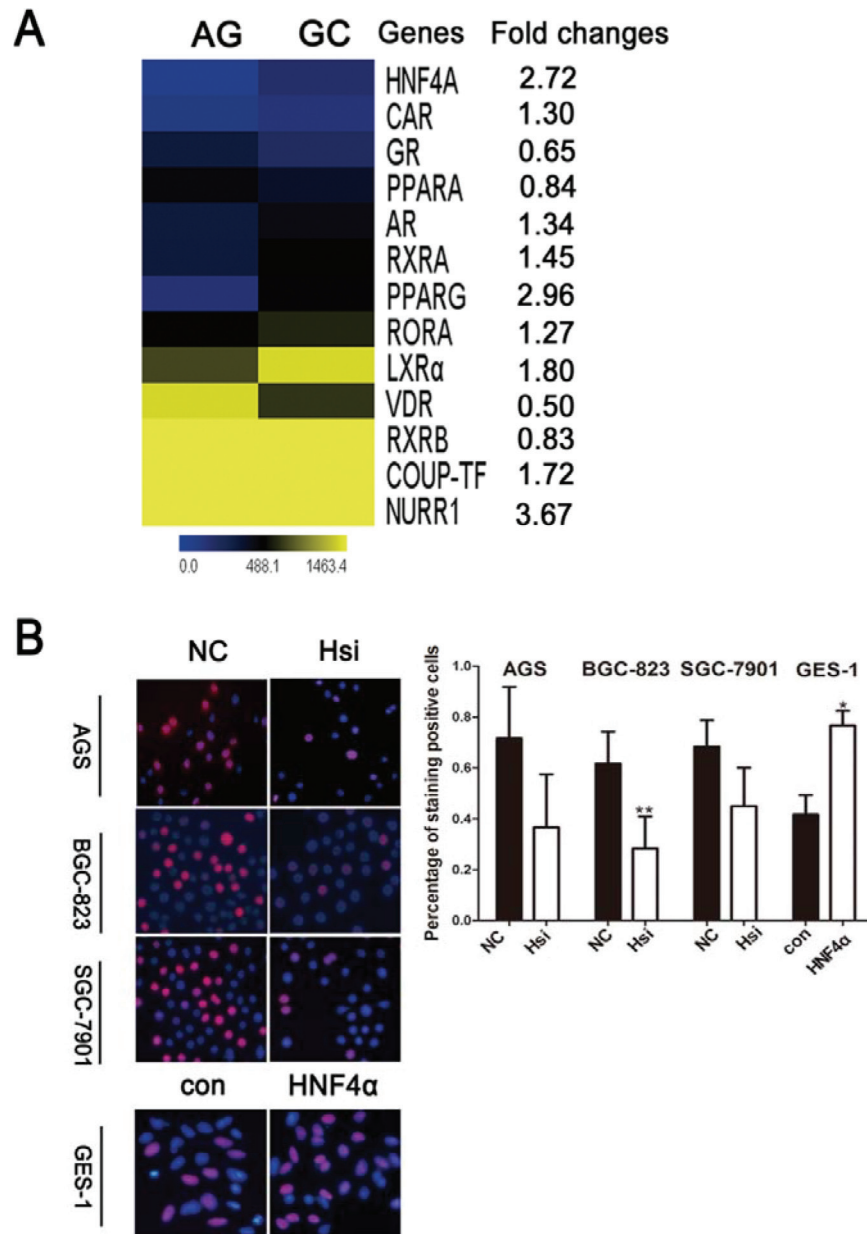 A
AG GC Genes Fold changes
HNF4A 2.72
CAR 1.30
GR 0.65
PPARA 0.84
AR 1.34
RXRA 1.45
PPARG 2.96
RORA 1.27
LXRα 1.80
VDR 0.50
RXRB 0.83
COUP-TF 1.72
NURR1 3.67
0.0 488.1 1463.4
B
NC Hsi
AGS
BGC-823
SGC-7901
con HNF4α
GES-1
AGS BGC-823 SGC-7901 GES-1
Percentage of staining positive cells
1.0
0.8
0.6
0.4
0.2
0.0
*
**
NC Hsi NC Hsi NC Hsi con HNF4α